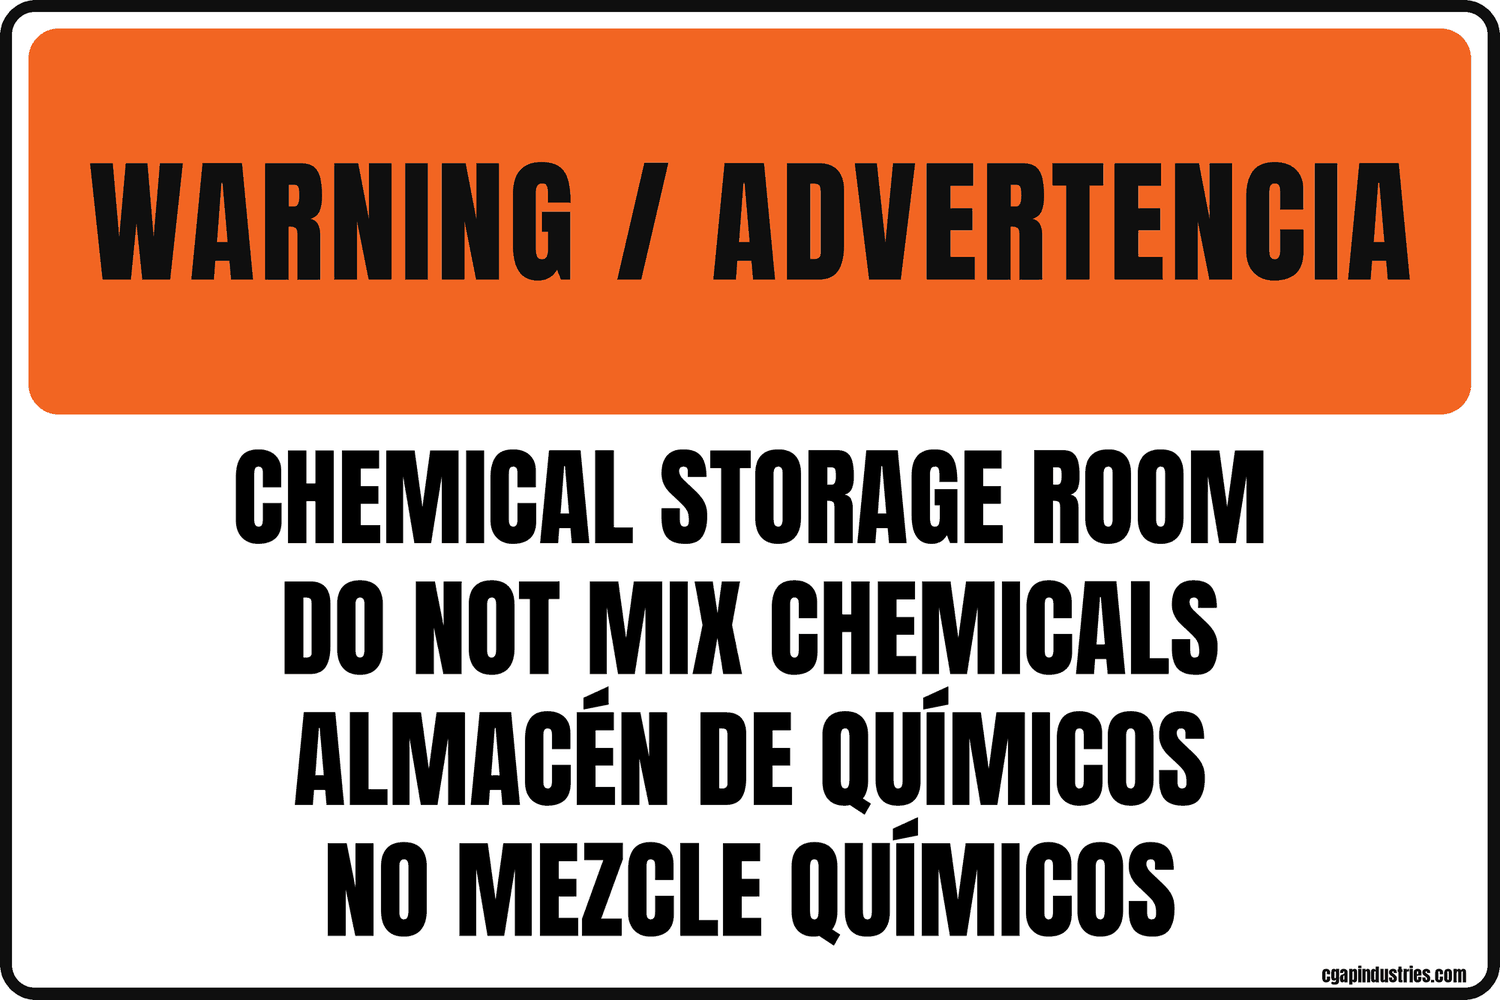 WARNING / ADVERTENCIA
CHEMICAL STORAGE ROOM
DO NOT MIX CHEMICALS
ALMACÉN DE QUÍMICOS
NO MEZCLE QUÍMICOS
cgapindustries.com